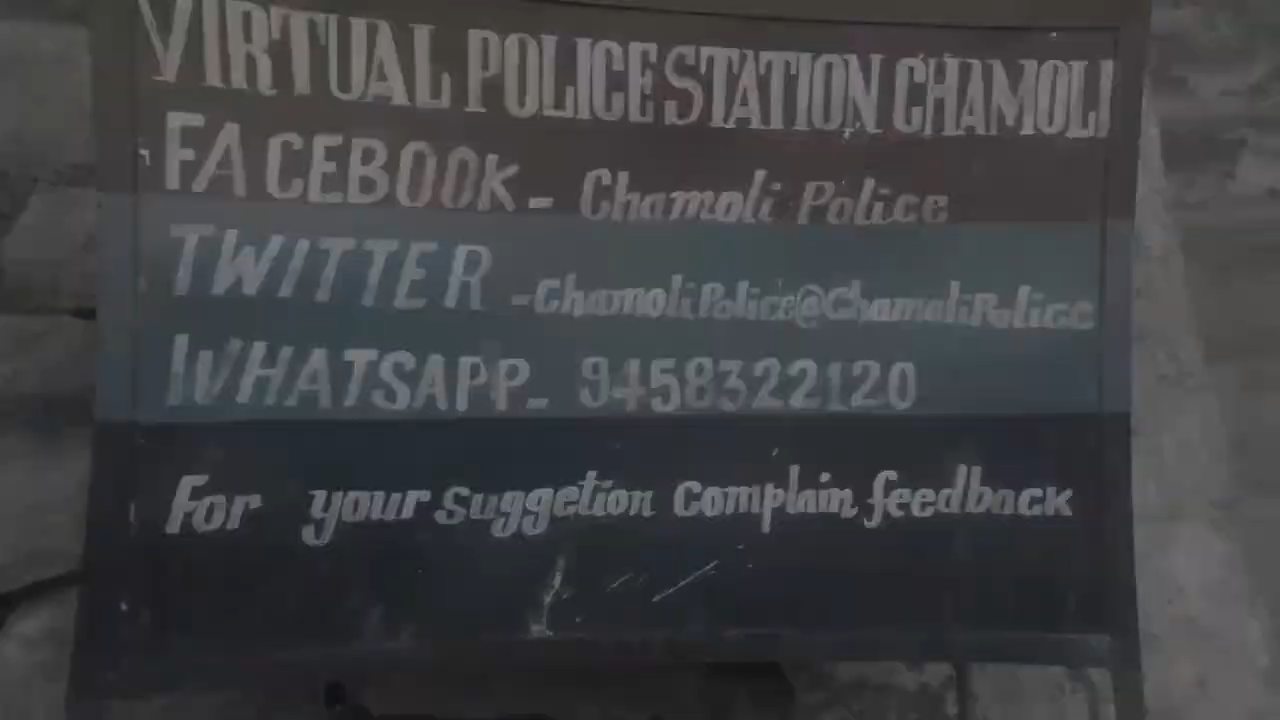 VIRTUAL POLICE STATION CHAMOLI
FACEBOOK - Chamoli Police
TWITTER - ChamoliPolice@ChamoliPolice
WHATSAPP - 9458322120
For your suggetion complain feedback